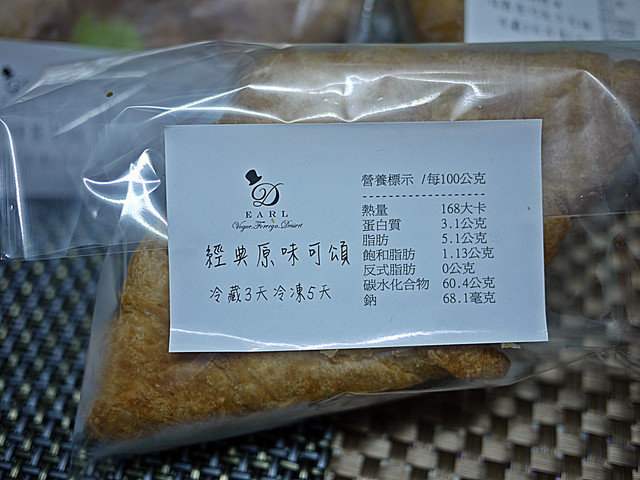 D
EARL
經典原味可頌
冷藏3天冷凍5天
營養標示 /每100公克
熱量 168大卡
蛋白質 3.1公克
脂肪 5.1公克
飽和脂肪 1.13公克
反式脂肪 0公克
碳水化合物 60.4公克
鈉 68.1毫克